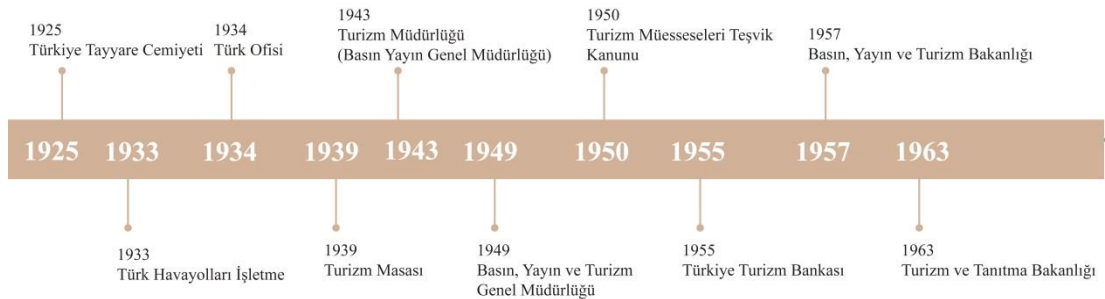 1925
Türkiye Tayyare Cemiyeti
1934
Türk Ofisi
1943
Turizm Müdürlüğü
(Basın Yayın Genel Müdürlüğü)
1950
Turizm Müesseseleri Teşvik
Kanunu
1957
Basın, Yayın ve Turizm Bakanlığı
1925 1933 1934 1939 1943 1949 1950 1955 1957 1963
1933
Türk Havayolları İşletme
1939
Turizm Masası
1949
Basın, Yayın ve Turizm
Genel Müdürlüğü
1955
Türkiye Turizm Bankası
1963
Turizm ve Tanıtma Bakanlığı